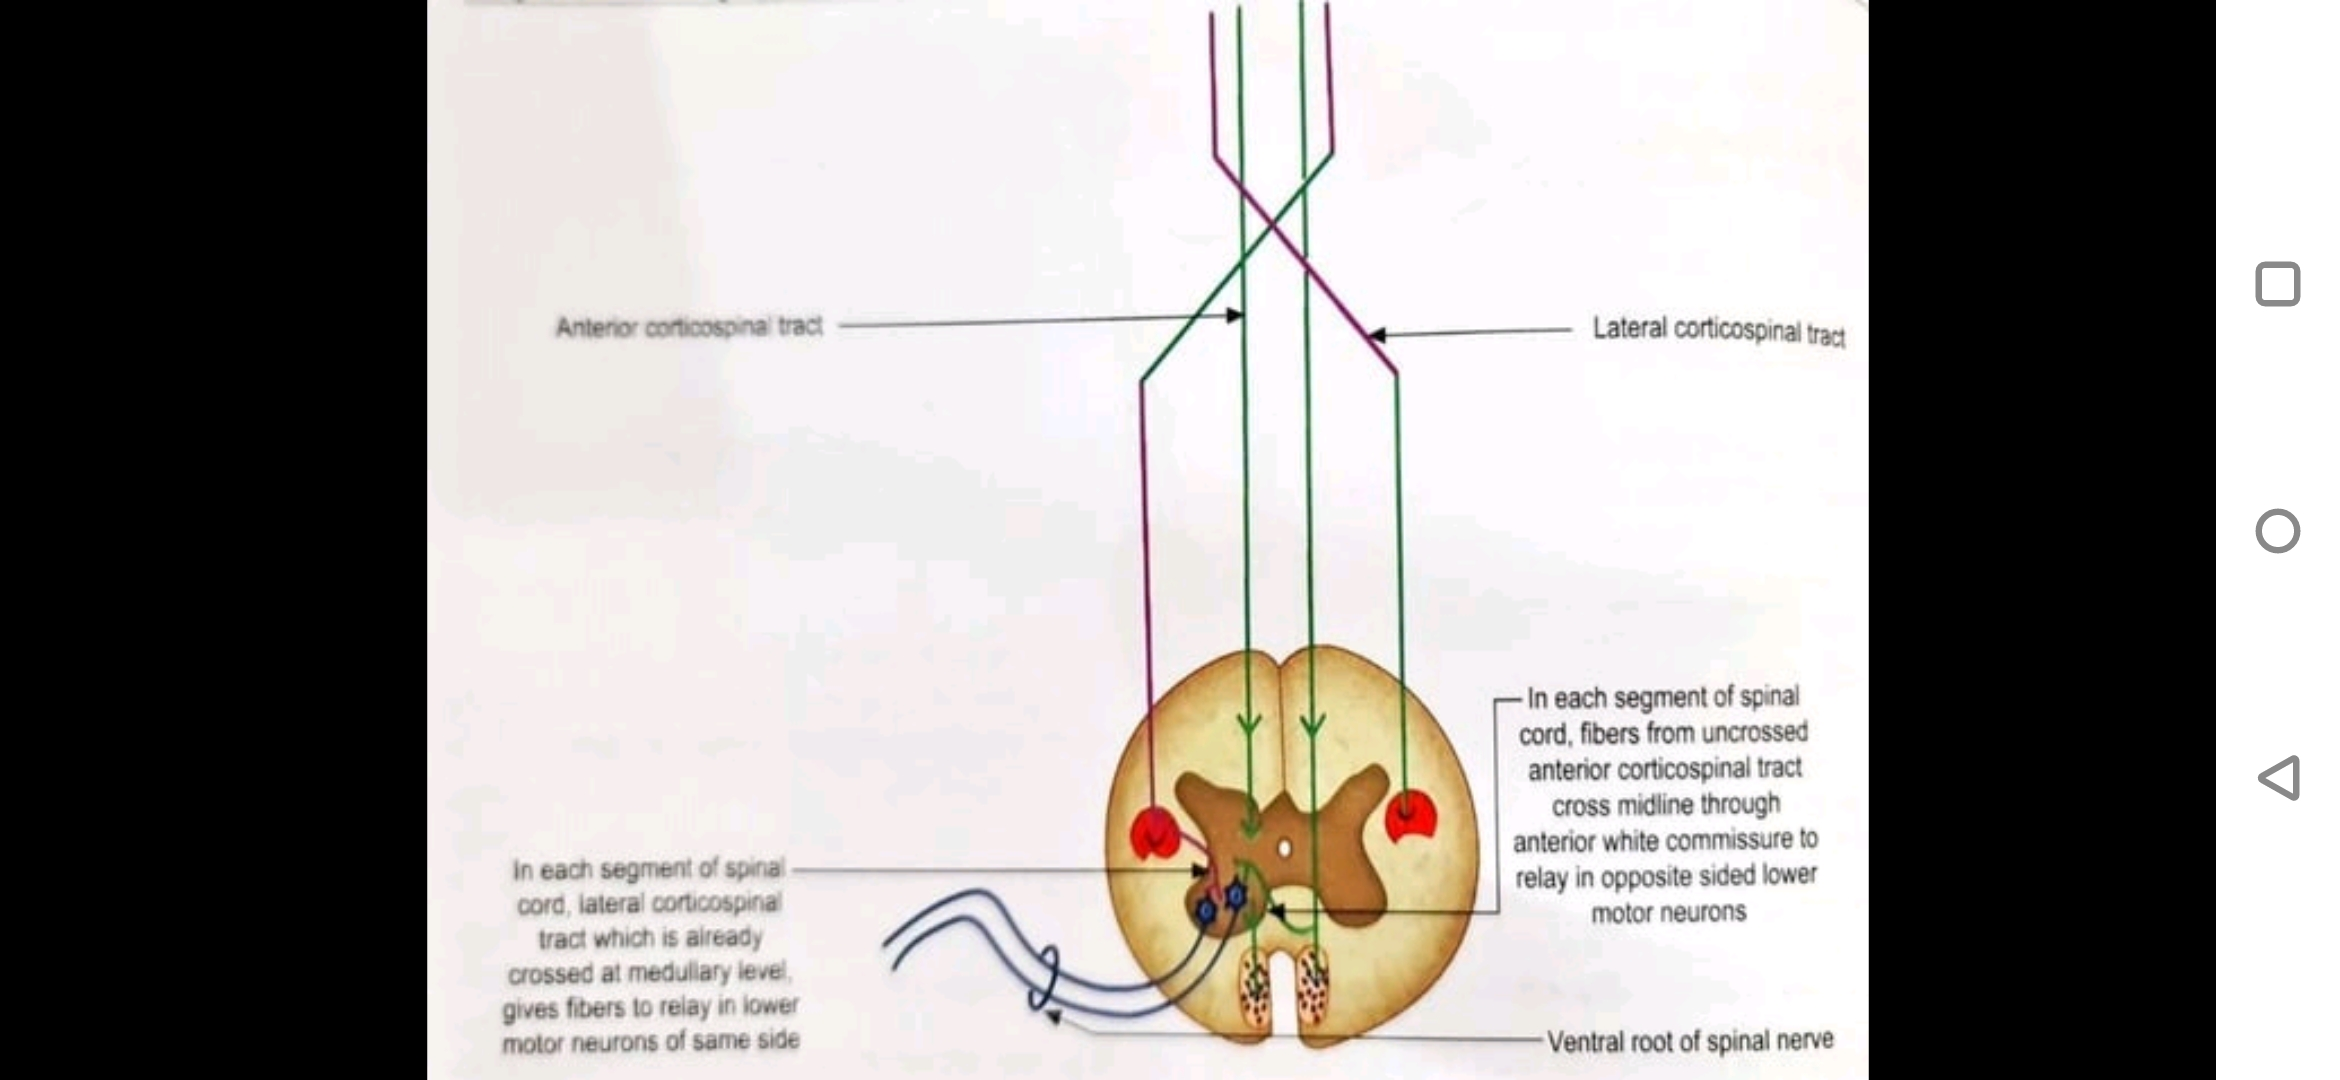 Anterior corticospinal tract
Lateral corticospinal tract
In each segment of spinal
cord, fibers from uncrossed
anterior corticospinal tract
cross midline through
anterior white commissure to
relay in opposite sided lower
motor neurons
In each segment of spinal
cord, lateral corticospinal
tract which is already
crossed at medullary level,
gives fibers to relay in lower
motor neurons of same side
Ventral root of spinal nerve